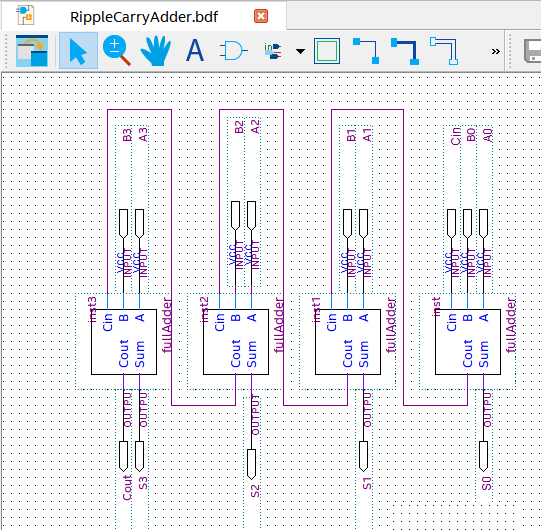 RippleCarryAdder.bdf
A
»
B3 A3 B2 A2 B1 A1 Cin B0 A0
VCC INPUT VCC INPUT VCC INPUT VCC INPUT VCC INPUT VCC INPUT VCC INPUT VCC INPUT VCC INPUT
inst3 inst2 inst1 inst
Cin B A Cin B A Cin B A Cin B A
fullAdder fullAdder fullAdder fullAdder
Cout Sum Cout Sum Cout Sum Cout Sum
OUTPUT OUTPUT OUTPUT OUTPUT OUTPUT
Cout S3 S2 S1 S0